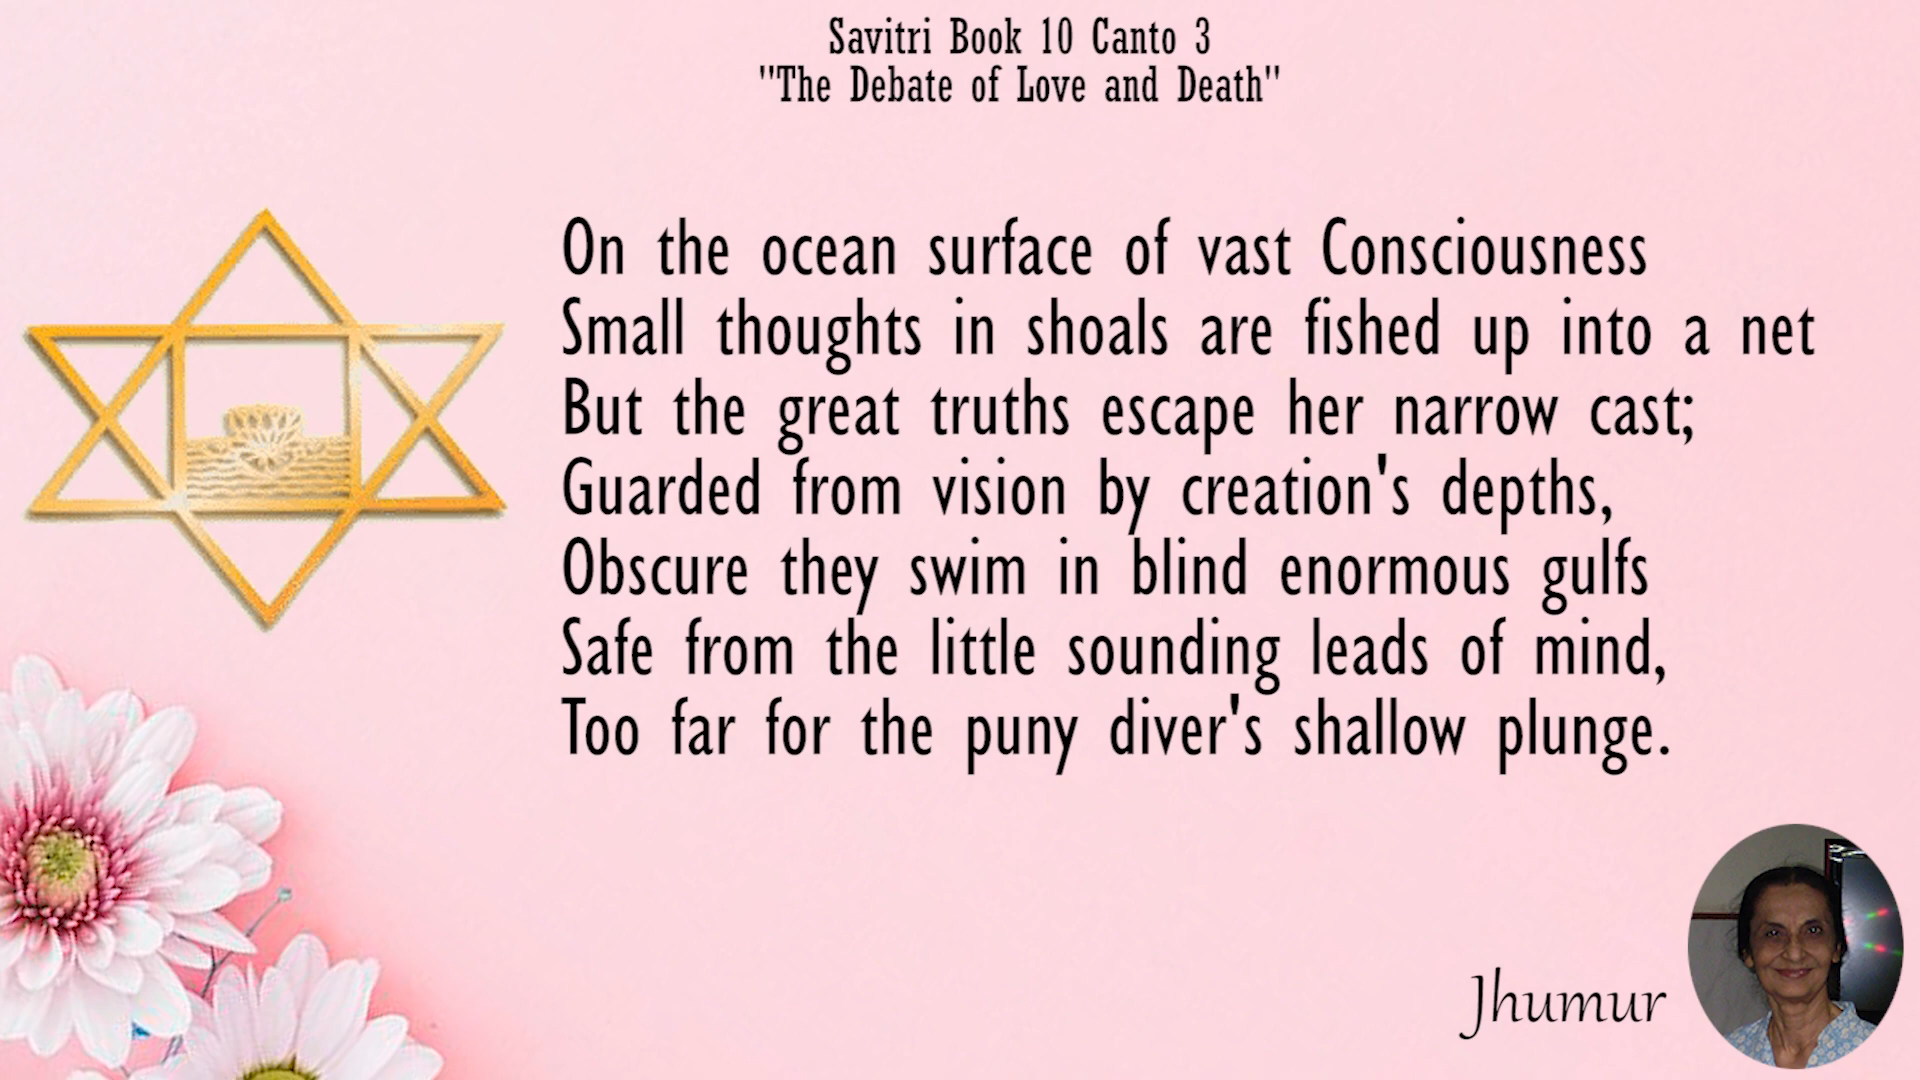 Savitri Book 10 Canto 3
"The Debate of Love and Death"
On the ocean surface of vast Consciousness
Small thoughts in shoals are fished up into a net
But the great truths escape her narrow cast;
Guarded from vision by creation's depths,
Obscure they swim in blind enormous gulfs
Safe from the little sounding leads of mind,
Too far for the puny diver's shallow plunge.
Jhumur